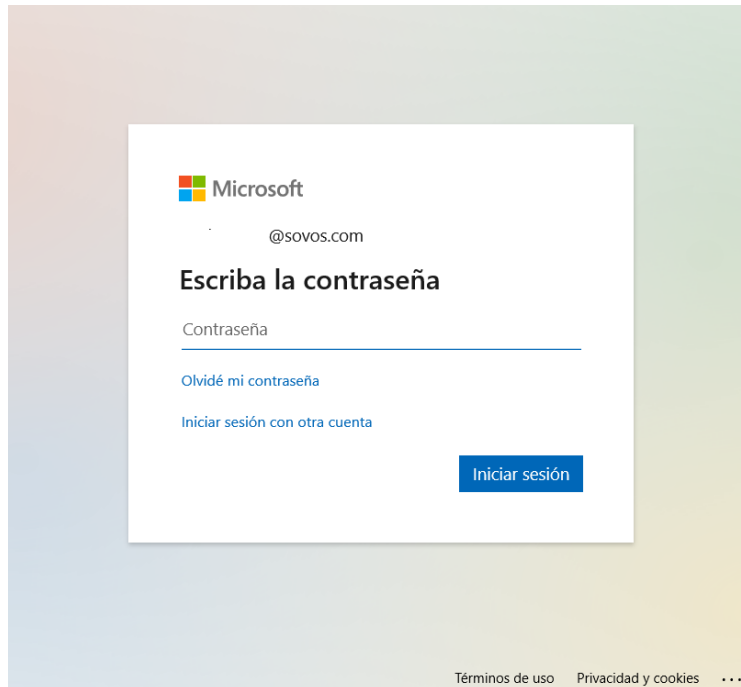 Microsoft
@sovos.com
Escriba la contraseña
Contraseña
Olvidé mi contraseña
Iniciar sesión con otra cuenta
Iniciar sesión
Términos de uso Privacidad y cookies ...